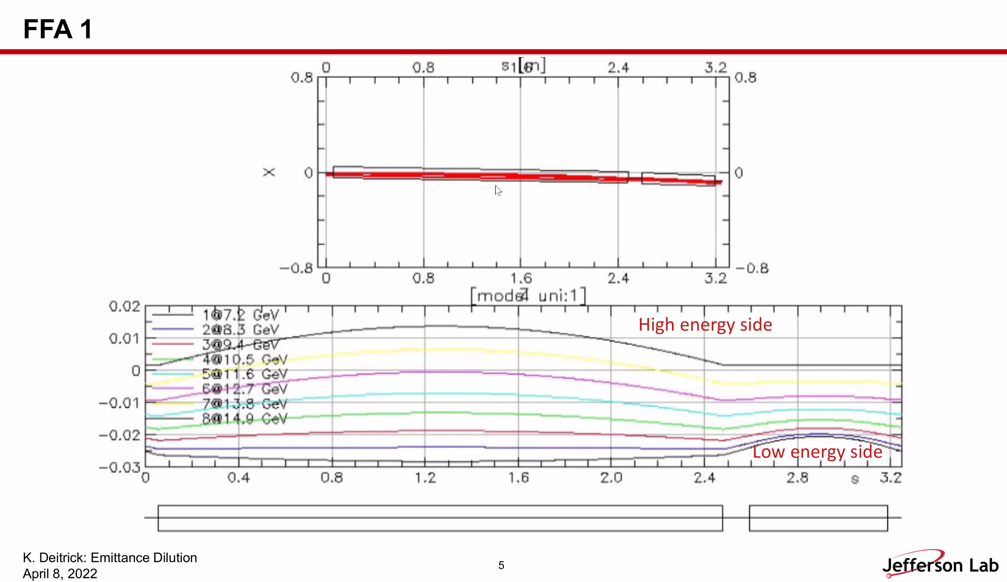 FFA 1
0 0.8 s [m] 1.6 2.4 3.2
0.8 0.8
X 0 0
−0.8 −0.8
0 0.8 1.6 2.4 3.2
uni:1]
0.02
1@7.2 GeV
High energy side
2@8.3 GeV
0.01
3@9.4 GeV
4@10.5 GeV
0
5@11.6 GeV
6@12.7 GeV
−0.01
7@13.8 GeV
8@14.9 GeV
−0.02
Low energy side
−0.03
0 0.4 0.8 1.2 1.6 2.0 2.4 2.8 s 3.2
K. Deitrick: Emittance Dilution
April 8, 2022
5
Jefferson Lab